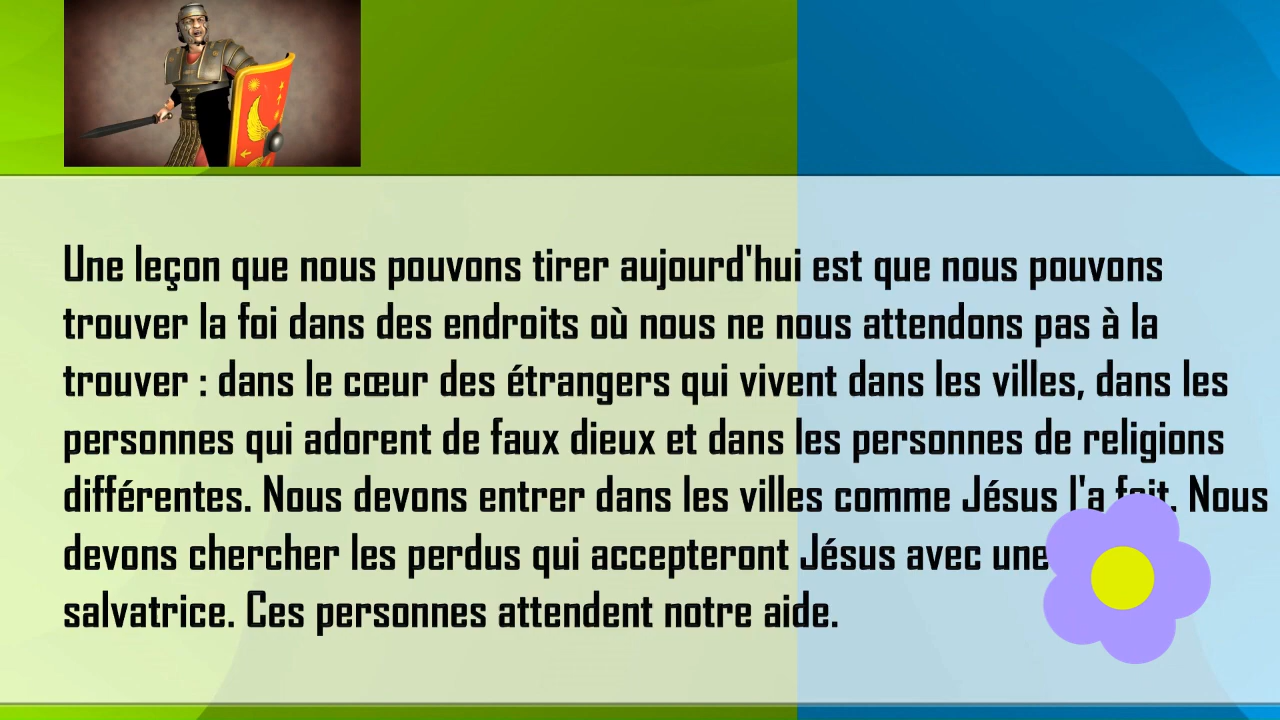 Une leçon que nous pouvons tirer aujourd'hui est que nous pouvons
trouver la foi dans des endroits où nous ne nous attendons pas à la
trouver : dans le cœur des étrangers qui vivent dans les villes, dans les
personnes qui adorent de faux dieux et dans les personnes de religions
différentes. Nous devons entrer dans les villes comme Jésus l'a fait. Nous
devons chercher les perdus qui accepteront Jésus avec une
salvatrice. Ces personnes attendent notre aide.